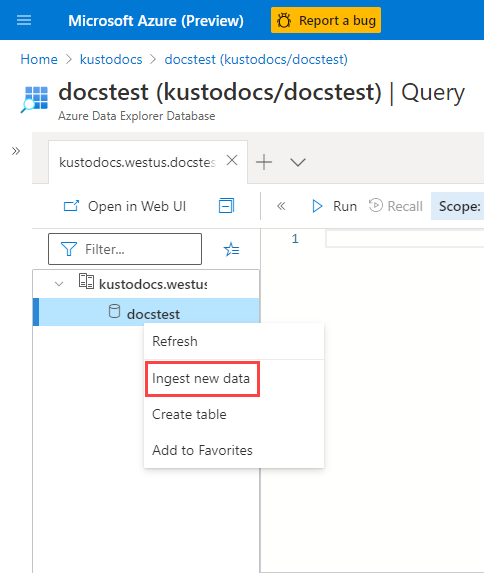 Microsoft Azure (Preview) Report a bug
Home > kustodocs > docstest (kustodocs/docstest)
docstest (kustodocs/docstest) | Query
Azure Data Explorer Database
kustodocs.westus.docstes
Open in Web UI Run Recall Scope:
Filter...
1
kustodocs.westus
docstest
Refresh
Ingest new data
Create table
Add to Favorites